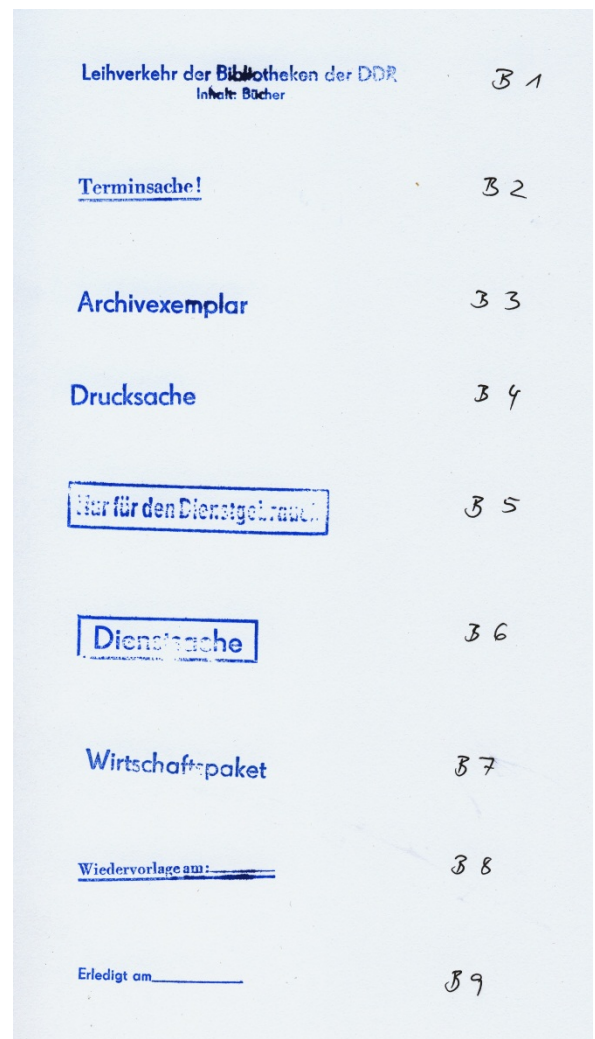 Leihverkehr der Bibliotheken der DDR B 1
Inhalt: Bücher
Terminsache! B 2
Archivexemplar B 3
Drucksache B 4
Nur für den Dienstgebrauch B 5
Dienstsache B 6
Wirtschaftspaket B 7
Wiedervorlage am: B 8
Erledigt am B 9